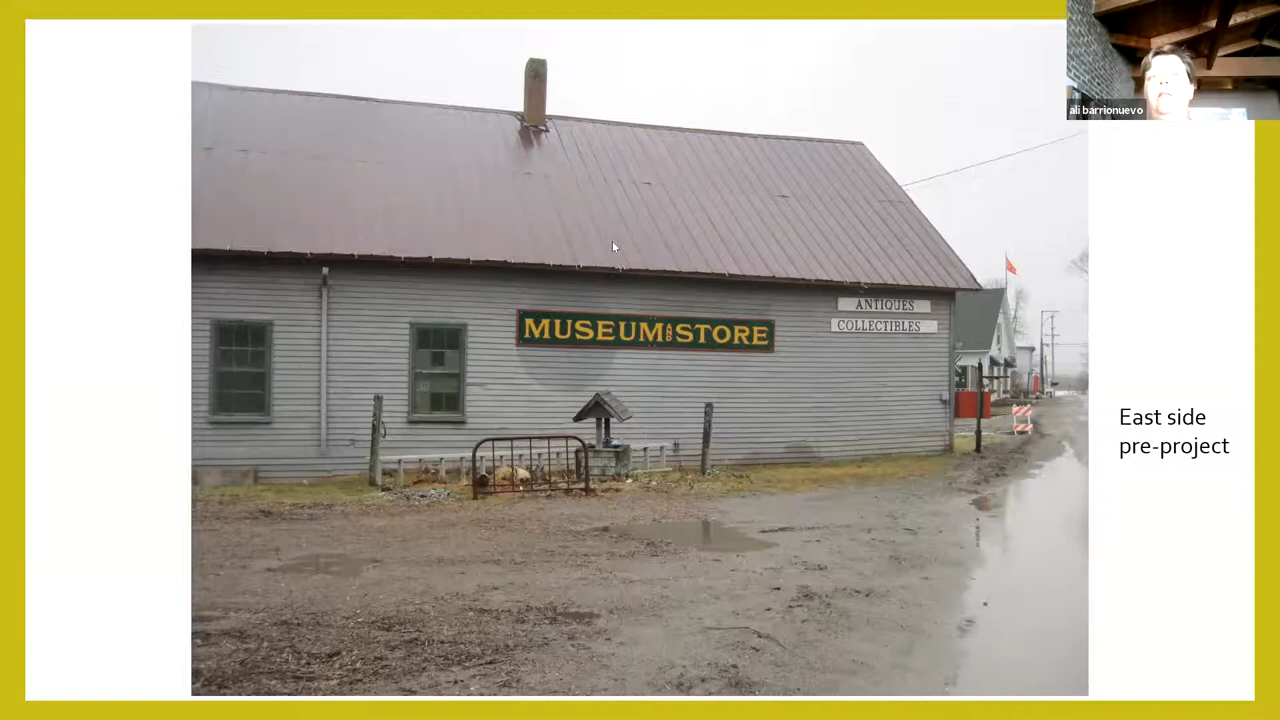 ali barrionuevo
MUSEUM AND STORE
ANTIQUES
COLLECTIBLES
East side
pre-project